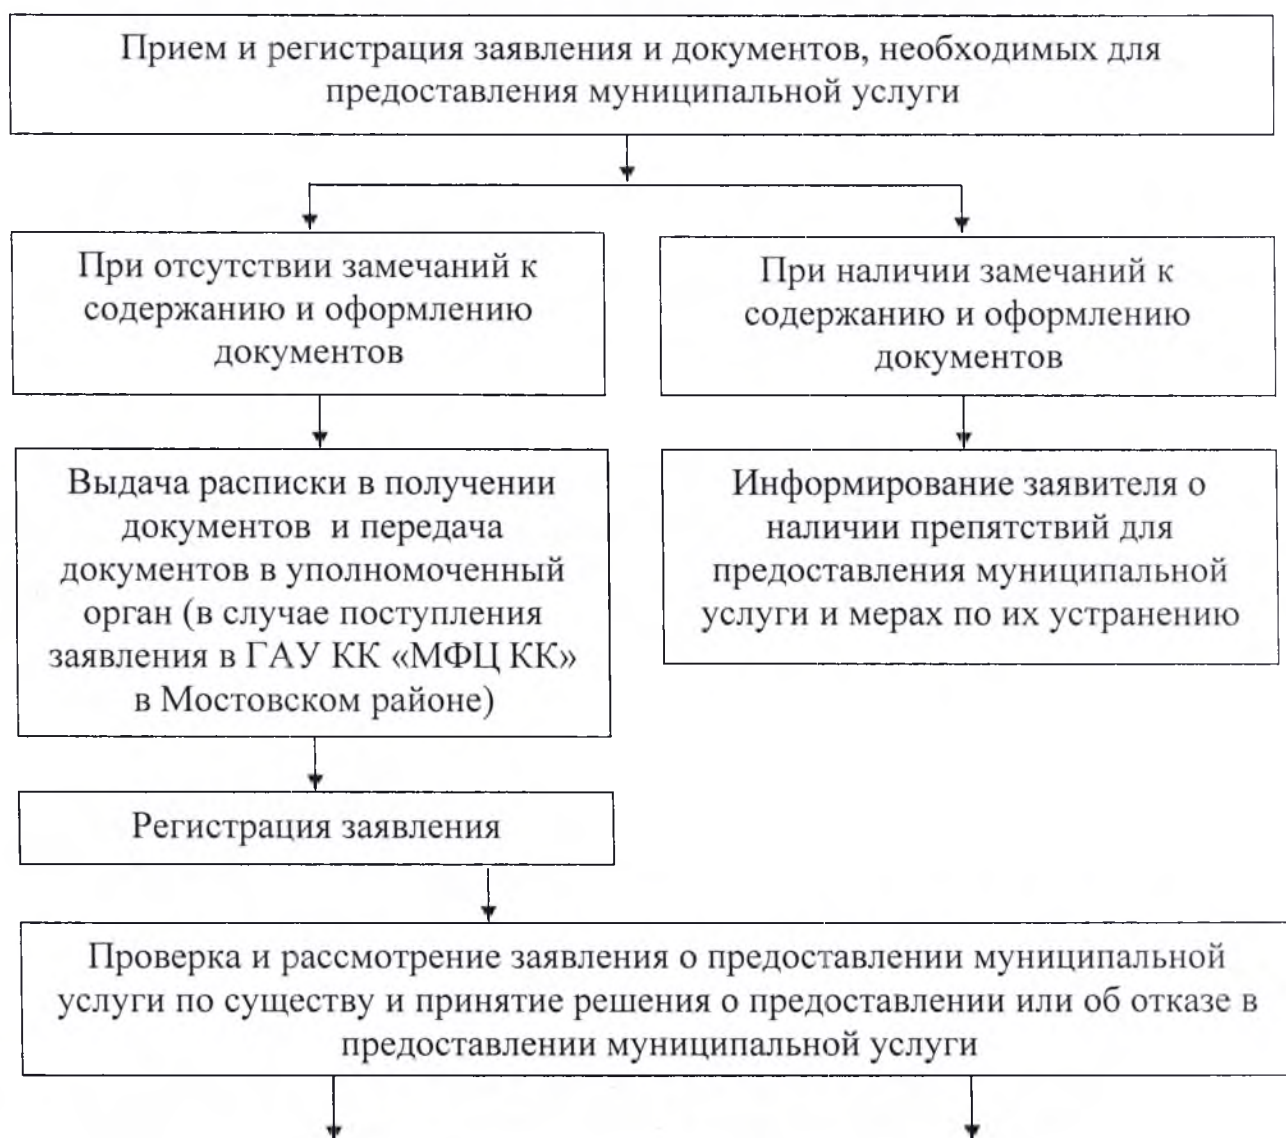 Прием и регистрация заявления и документов, необходимых для
предоставления муниципальной услуги
При отсутствии замечаний к
содержанию и оформлению
документов
При наличии замечаний к
содержанию и оформлению
документов
Выдача расписки в получении
документов и передача
документов в уполномоченный
орган (в случае поступления
заявления в ГАУ КК «МФЦ КК»
в Мостовском районе)
Информирование заявителя о
наличии препятствий для
предоставления муниципальной
услуги и мерах по их устранению
Регистрация заявления
Проверка и рассмотрение заявления о предоставлении муниципальной
услуги по существу и принятие решения о предоставлении или об отказе в
предоставлении муниципальной услуги